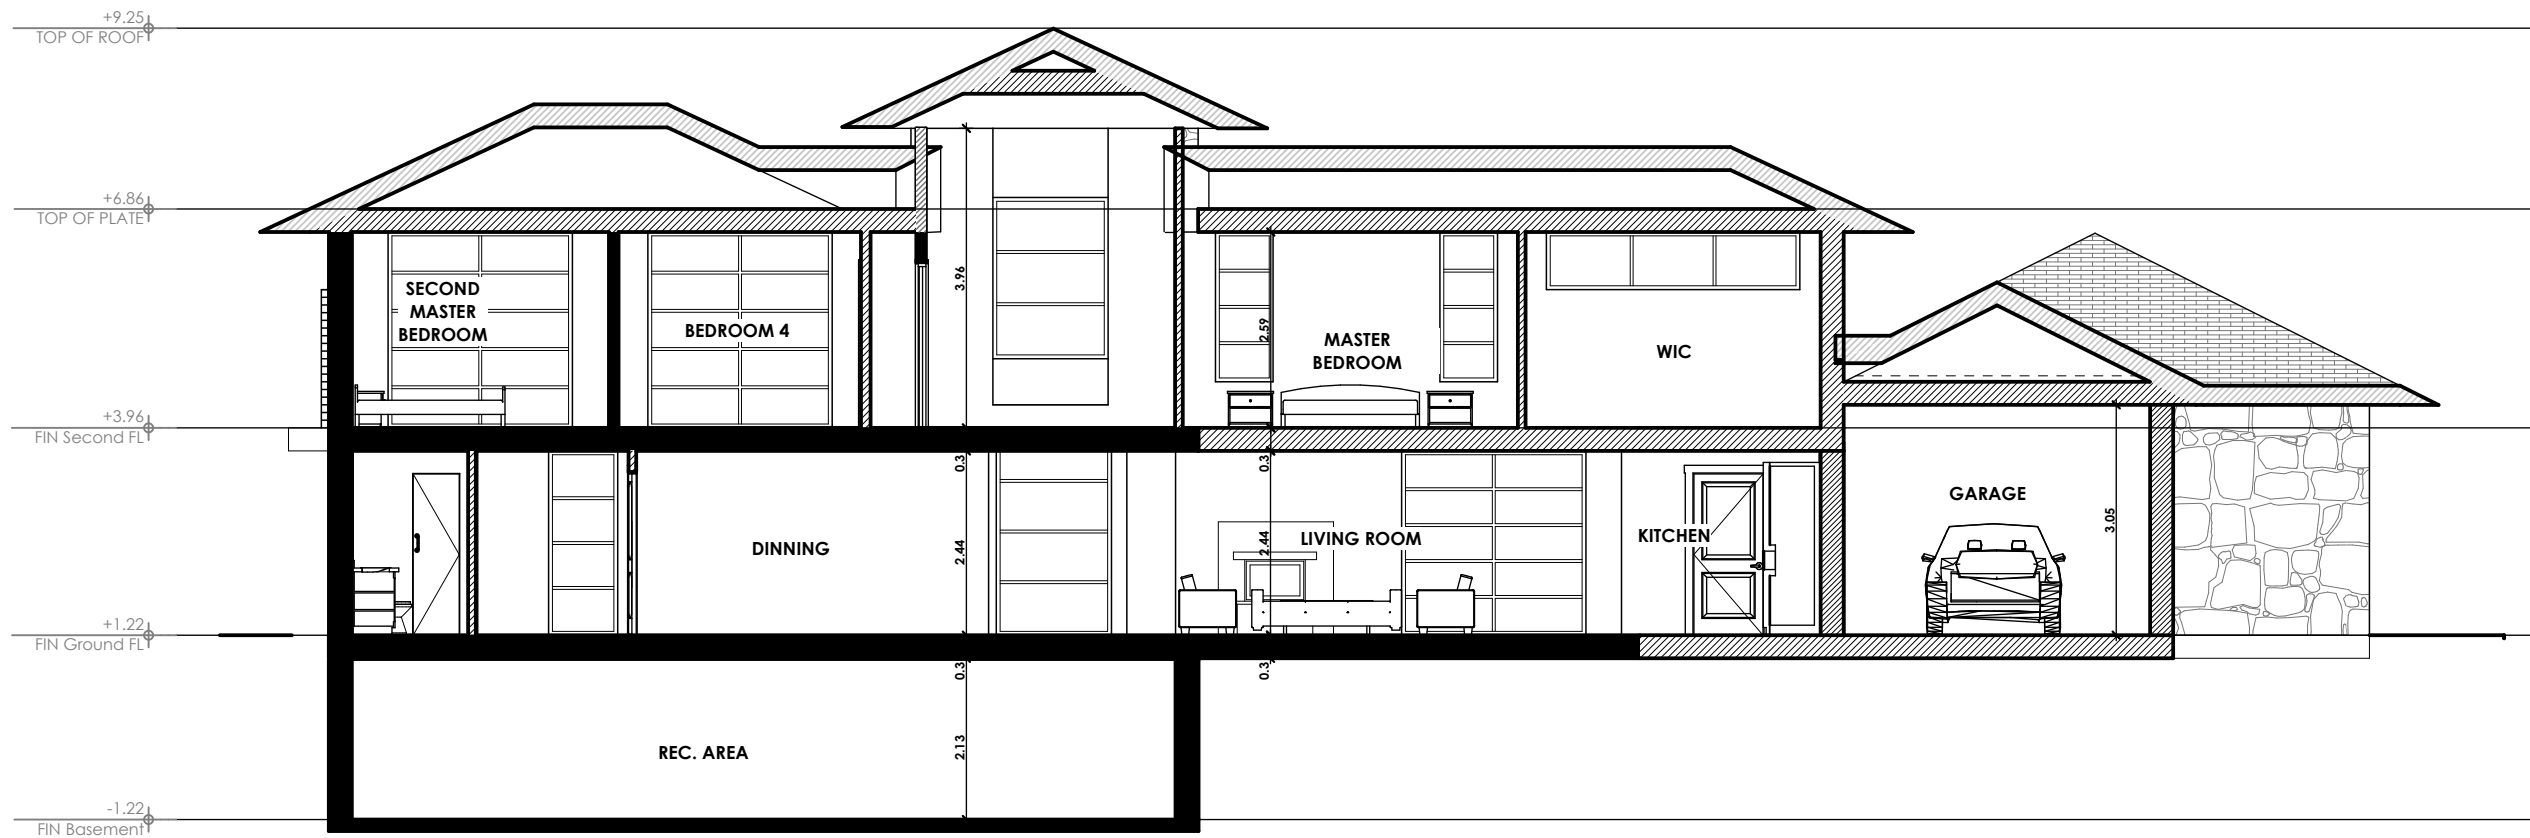 +9.25
TOP OF ROOF
+6.86
TOP OF PLATE
3.96
2.59
SECOND
MASTER
BEDROOM
BEDROOM 4
MASTER
BEDROOM
WIC
+3.96
FIN Second FL
0.3
0.3
GARAGE
3.05
KITCHEN
LIVING ROOM
DINNING
2.44
2.44
+1.22
FIN Ground FL
0.3
0.3
REC. AREA
2.13
-1.22
FIN Basement